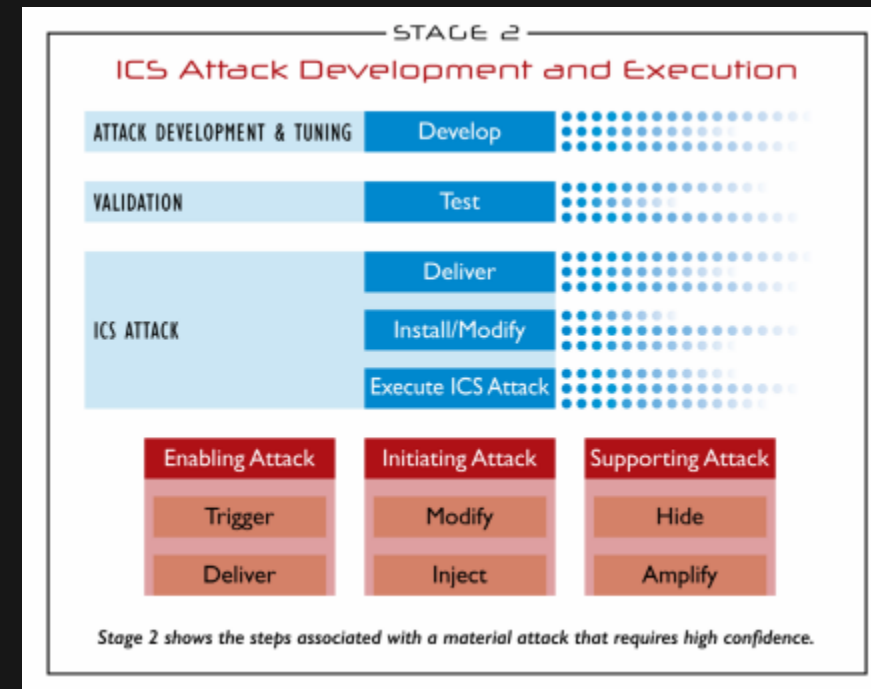 STAGE 2
ICS Attack Development and Execution
ATTACK DEVELOPMENT & TUNING
Develop
VALIDATION
Test
ICS ATTACK
Deliver
Install/Modify
Execute ICS Attack
Enabling Attack
Initiating Attack
Supporting Attack
Trigger
Modify
Hide
Deliver
Inject
Amplify
Stage 2 shows the steps associated with a material attack that requires high confidence.